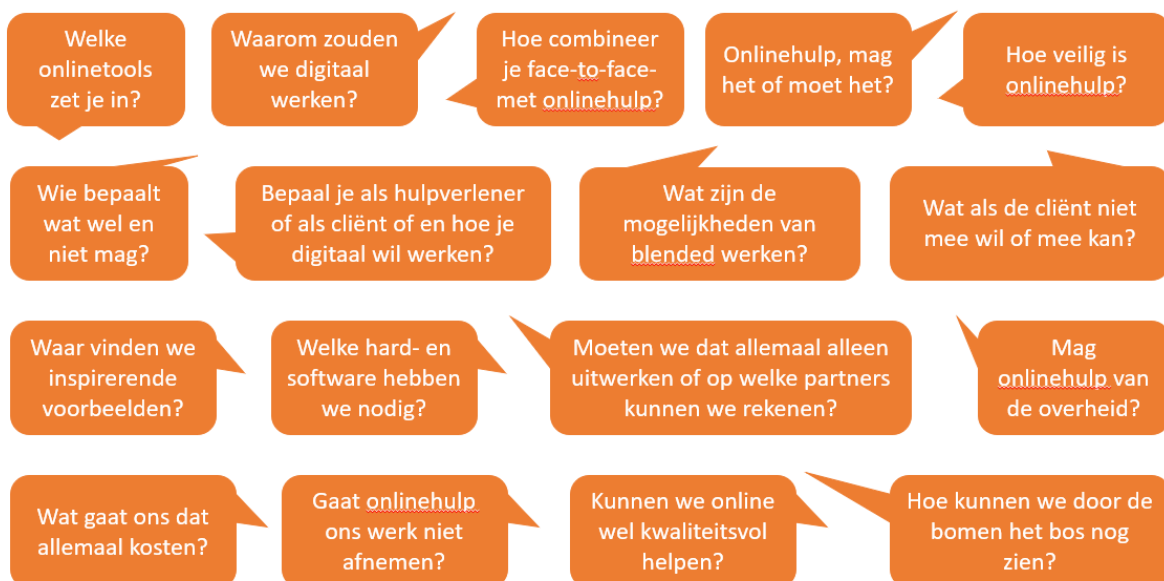 Welke
onlinetools
zet je in?
Waarom zouden
we digitaal
werken?
Hoe combineer
je face-to-face-
met onlinehulp?
Onlinehulp, mag
het of moet het?
Hoe veilig is
onlinehulp?
Wie bepaalt
wat wel en
niet mag?
Bepaal je als hulpverlener
of als cliënt of en hoe je
digitaal wil werken?
Wat zijn de
mogelijkheden van
blended werken?
Wat als de cliënt niet
mee wil of mee kan?
Waar vinden we
inspirerende
voorbeelden?
Welke hard- en
software hebben
we nodig?
Moeten we dat allemaal alleen
uitwerken of op welke partners
kunnen we rekenen?
Mag
onlinehulp van
de overheid?
Wat gaat ons dat
allemaal kosten?
Gaat onlinehulp
ons werk niet
afnemen?
Kunnen we online
wel kwaliteitsvol
helpen?
Hoe kunnen we door de
bomen het bos nog
zien?